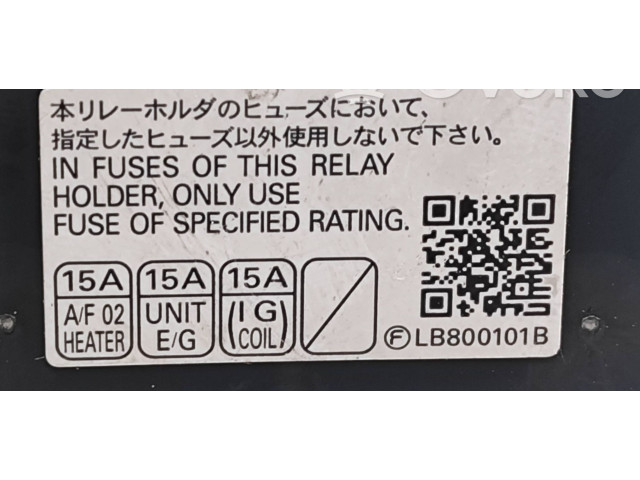 本リレーホルダのヒューズにおいて、
指定したヒューズ以外使用しないで下さい。
IN FUSES OF THIS RELAY
HOLDER, ONLY USE
FUSE OF SPECIFIED RATING.
15A 15A 15A
A/F O2 UNIT (IG)
HEATER E/G (COIL)
Ⓕ LB800101B